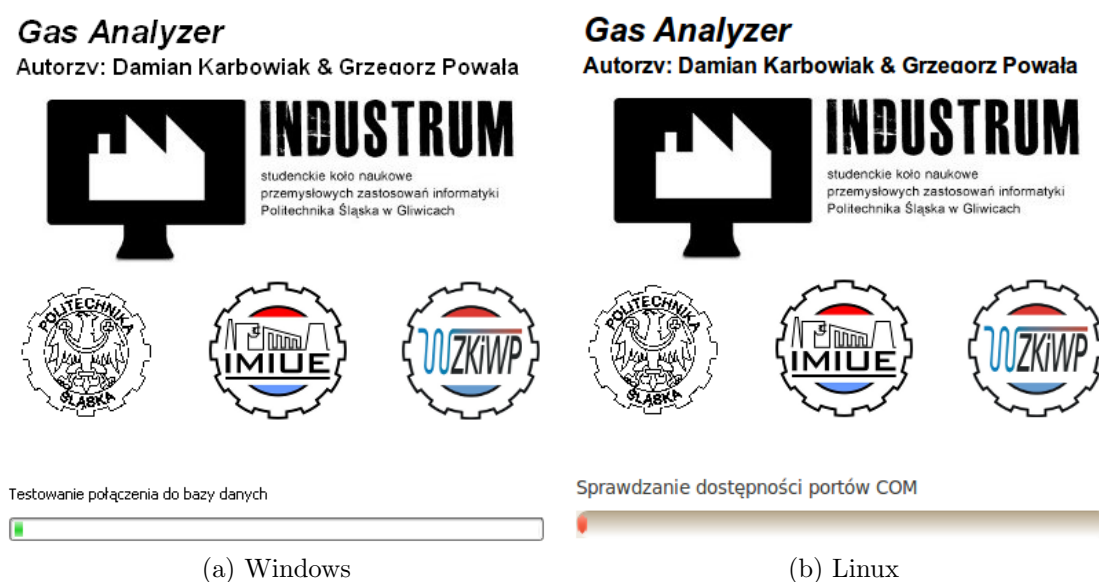 Gas Analyzer
Autorzy: Damian Karbowiak & Grzegorz Powała
INDUSTRUM
studenckie koło naukowe
przemysłowych zastosowań informatyki
Politechnika Śląska w Gliwicach
POLITECHNIKA
ŚLĄSKA
IMIUE
WZKiWP
Testowanie połączenia do bazy danych
(a) Windows
Gas Analyzer
Autorzy: Damian Karbowiak & Grzegorz Powała
INDUSTRUM
studenckie koło naukowe
przemysłowych zastosowań informatyki
Politechnika Śląska w Gliwicach
POLITECHNIKA
ŚLĄSKA
IMIUE
WZKiWP
Sprawdzanie dostępności portów COM
(b) Linux